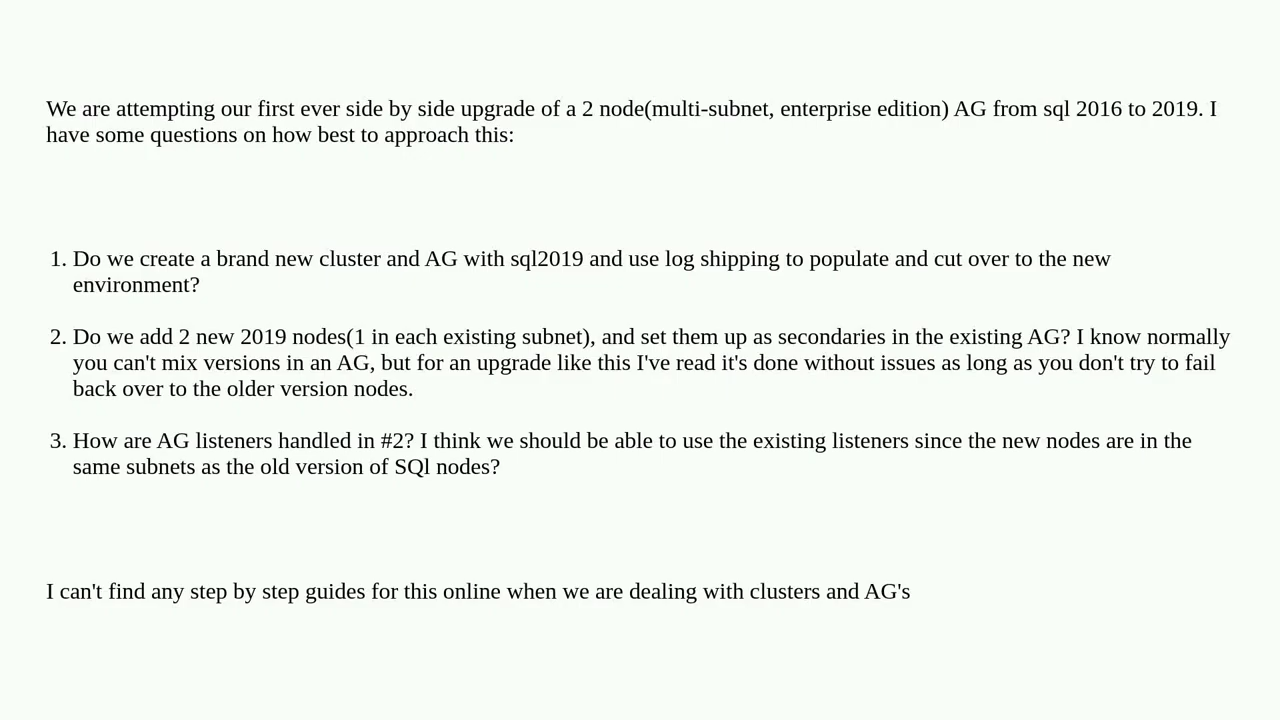 We are attempting our first ever side by side upgrade of a 2 node(multi-subnet, enterprise edition) AG from sql 2016 to 2019. I
have some questions on how best to approach this:
1. Do we create a brand new cluster and AG with sql2019 and use log shipping to populate and cut over to the new
environment?
2. Do we add 2 new 2019 nodes(1 in each existing subnet), and set them up as secondaries in the existing AG? I know normally
you can't mix versions in an AG, but for an upgrade like this I've read it's done without issues as long as you don't try to fail
back over to the older version nodes.
3. How are AG listeners handled in #2? I think we should be able to use the existing listeners since the new nodes are in the
same subnets as the old version of SQl nodes?
I can't find any step by step guides for this online when we are dealing with clusters and AG's